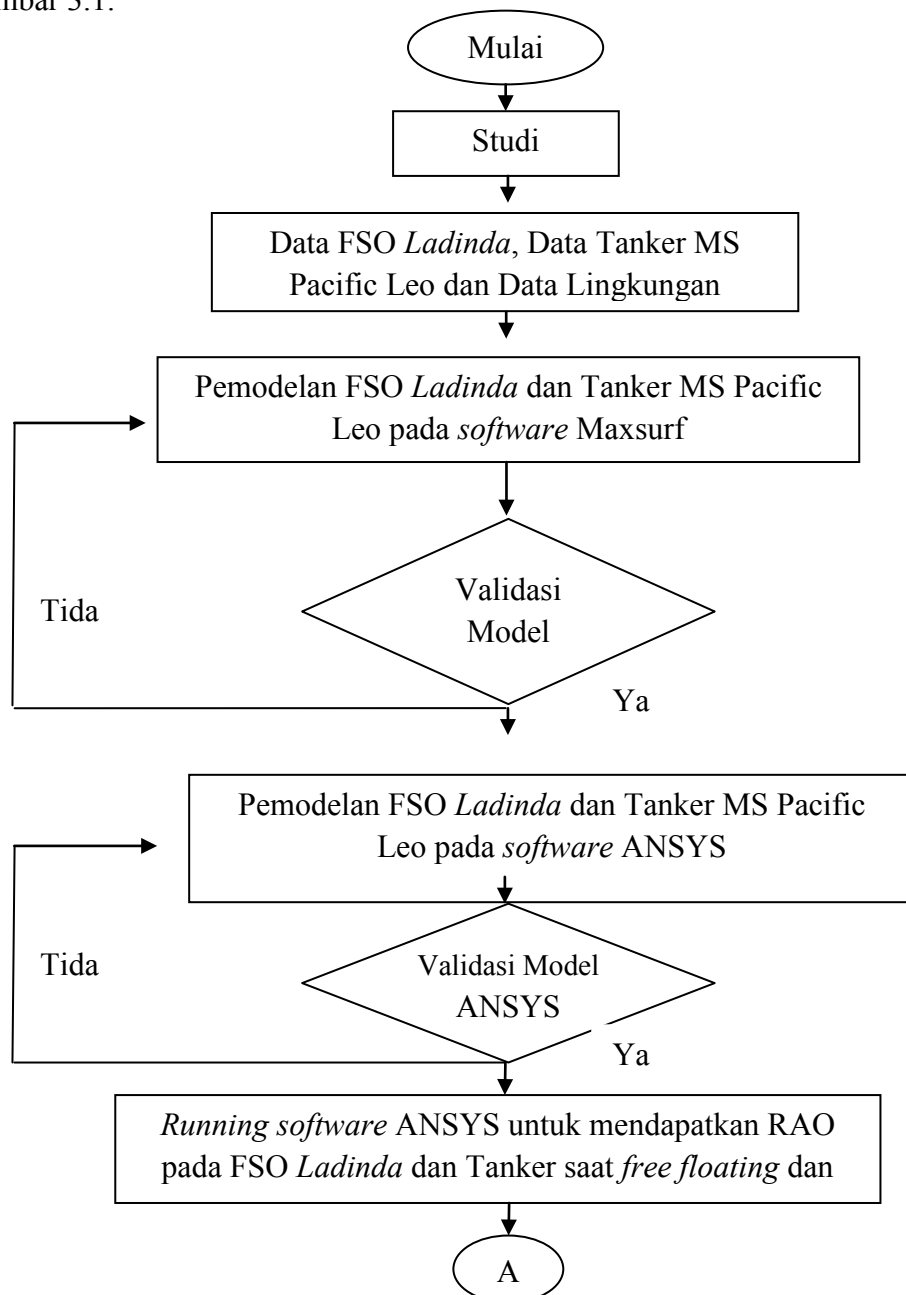 mbar 3.1.
Mulai
Studi
Data FSO Ladinda, Data Tanker MS
Pacific Leo dan Data Lingkungan
Pemodelan FSO Ladinda dan Tanker MS Pacific
Leo pada software Maxsurf
Validasi
Model
Tida
Ya
Pemodelan FSO Ladinda dan Tanker MS Pacific
Leo pada software ANSYS
Validasi Model
ANSYS
Tida
Ya
Running software ANSYS untuk mendapatkan RAO
pada FSO Ladinda dan Tanker saat free floating dan
A